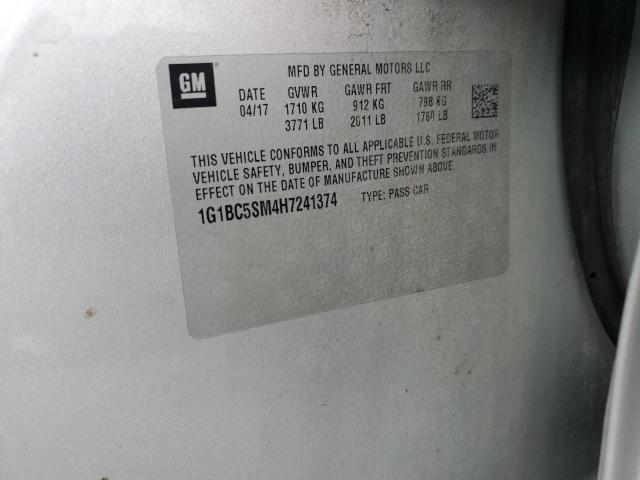 GM
MFD BY GENERAL MOTORS LLC
DATE GVWR GAWR FRT GAWR RR
04/17 1710 KG 912 KG 798 KG
3771 LB 2011 LB 1760 LB
THIS VEHICLE CONFORMS TO ALL APPLICABLE U.S. FEDERAL MOTOR
VEHICLE SAFETY, BUMPER, AND THEFT PREVENTION STANDARDS IN
EFFECT ON THE DATE OF MANUFACTURE SHOWN ABOVE.
1G1BC5SM4H7241374 TYPE: PASS CAR